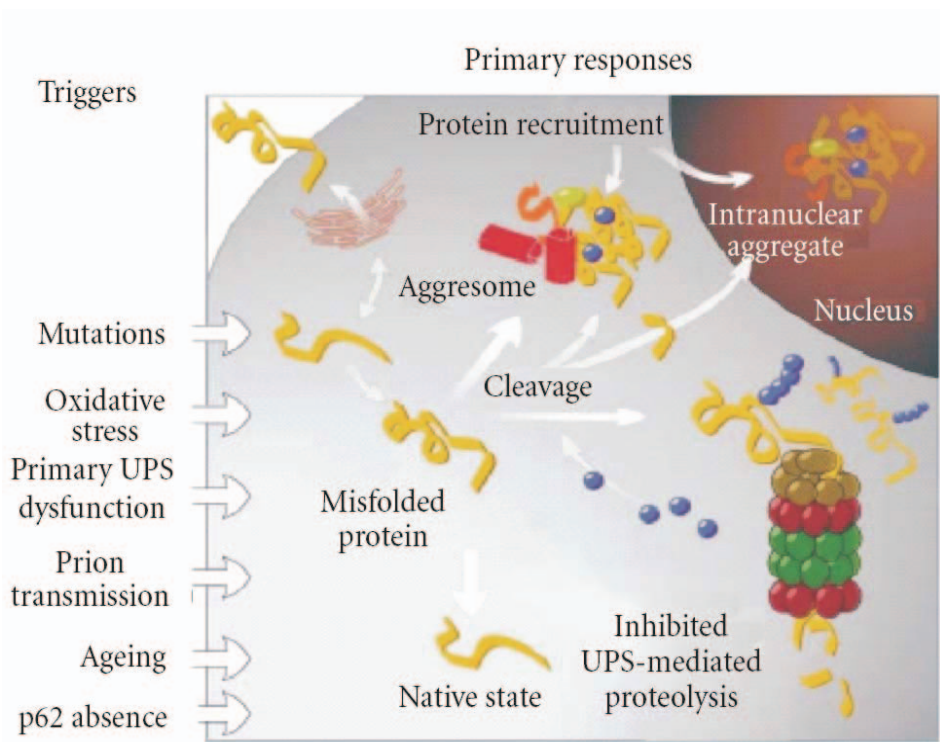 Primary responses
Triggers
Protein recruitment
Intranuclear
aggregate
Aggresome
Nucleus
Mutations
Cleavage
Oxidative
stress
Primary UPS
dysfunction
Misfolded
protein
Prion
transmission
Inhibited
UPS-mediated
proteolysis
Ageing
Native state
p62 absence